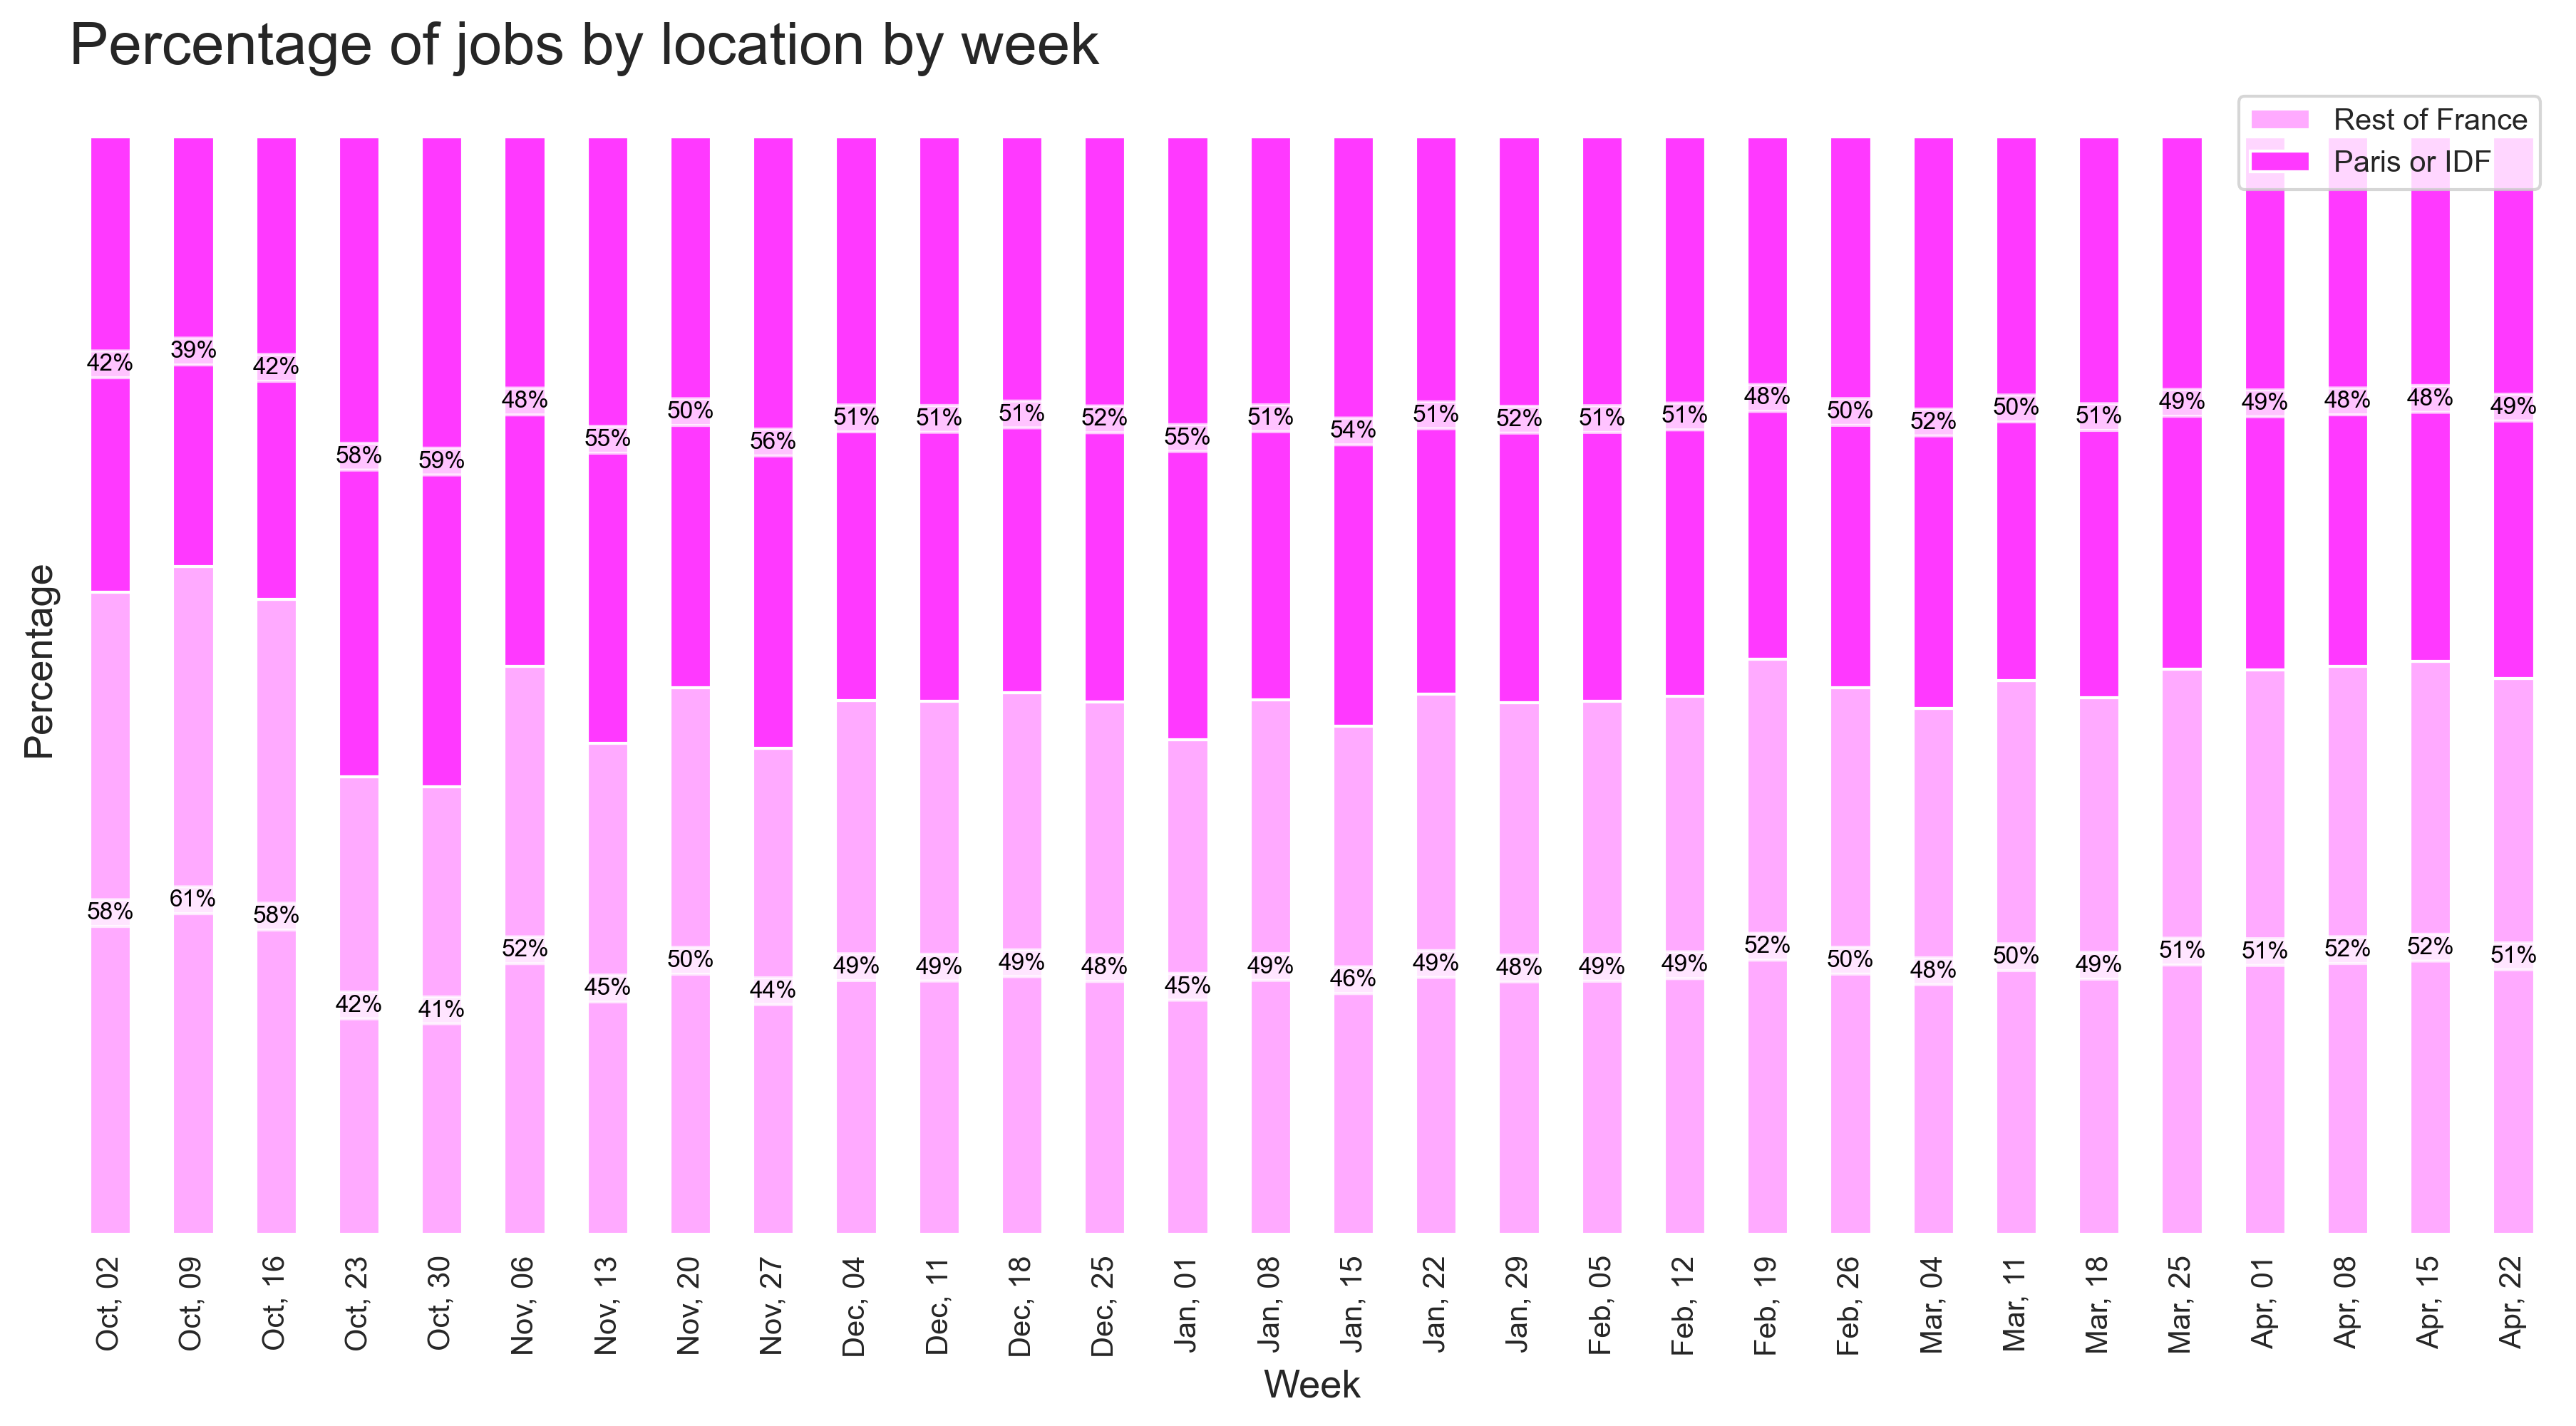 Percentage of jobs by location by week
Rest of France
Paris or IDF
Percentage
42% 39% 42% 58% 59% 48% 55% 50% 56% 51% 51% 51% 52% 55% 51% 54% 51% 52% 51% 51% 48% 50% 52% 50% 51% 49% 49% 48% 48% 49%
58% 61% 58% 42% 41% 52% 45% 50% 44% 49% 49% 49% 48% 45% 49% 46% 49% 48% 49% 49% 52% 50% 48% 50% 49% 51% 51% 52% 52% 51%
Oct, 02
Oct, 09
Oct, 16
Oct, 23
Oct, 30
Nov, 06
Nov, 13
Nov, 20
Nov, 27
Dec, 04
Dec, 11
Dec, 18
Dec, 25
Jan, 01
Jan, 08
Jan, 15
Jan, 22
Jan, 29
Feb, 05
Feb, 12
Feb, 19
Feb, 26
Mar, 04
Mar, 11
Mar, 18
Mar, 25
Apr, 01
Apr, 08
Apr, 15
Apr, 22
Week